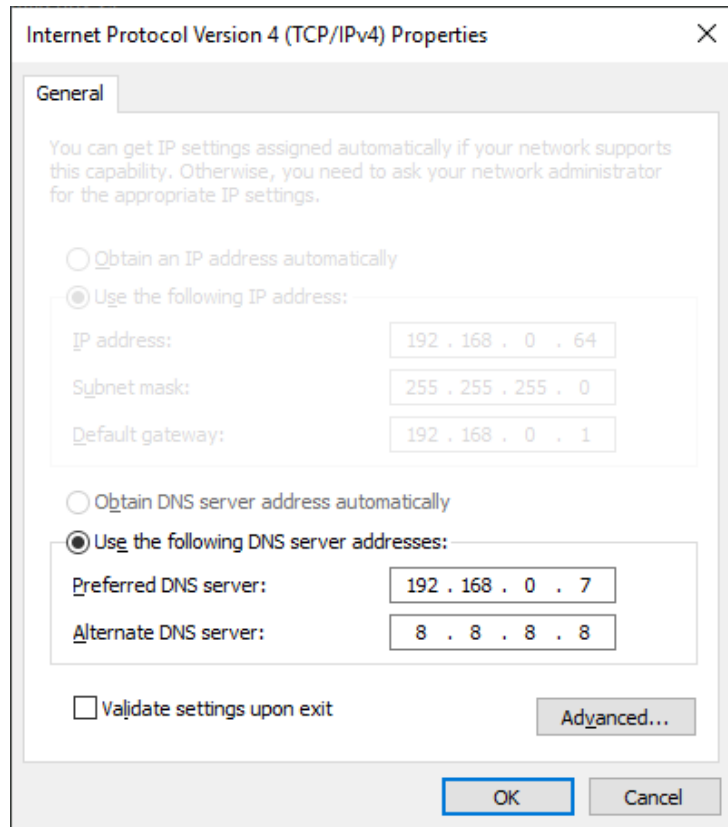 Internet Protocol Version 4 (TCP/IPv4) Properties
General
You can get IP settings assigned automatically if your network supports
this capability. Otherwise, you need to ask your network administrator
for the appropriate IP settings.
Obtain an IP address automatically
Use the following IP address:
IP address: 192 . 168 . 0 . 64
Subnet mask: 255 . 255 . 255 . 0
Default gateway: 192 . 168 . 0 . 1
Obtain DNS server address automatically
Use the following DNS server addresses:
Preferred DNS server: 192 . 168 . 0 . 7
Alternate DNS server: 8 . 8 . 8 . 8
Validate settings upon exit
Advanced...
OK Cancel